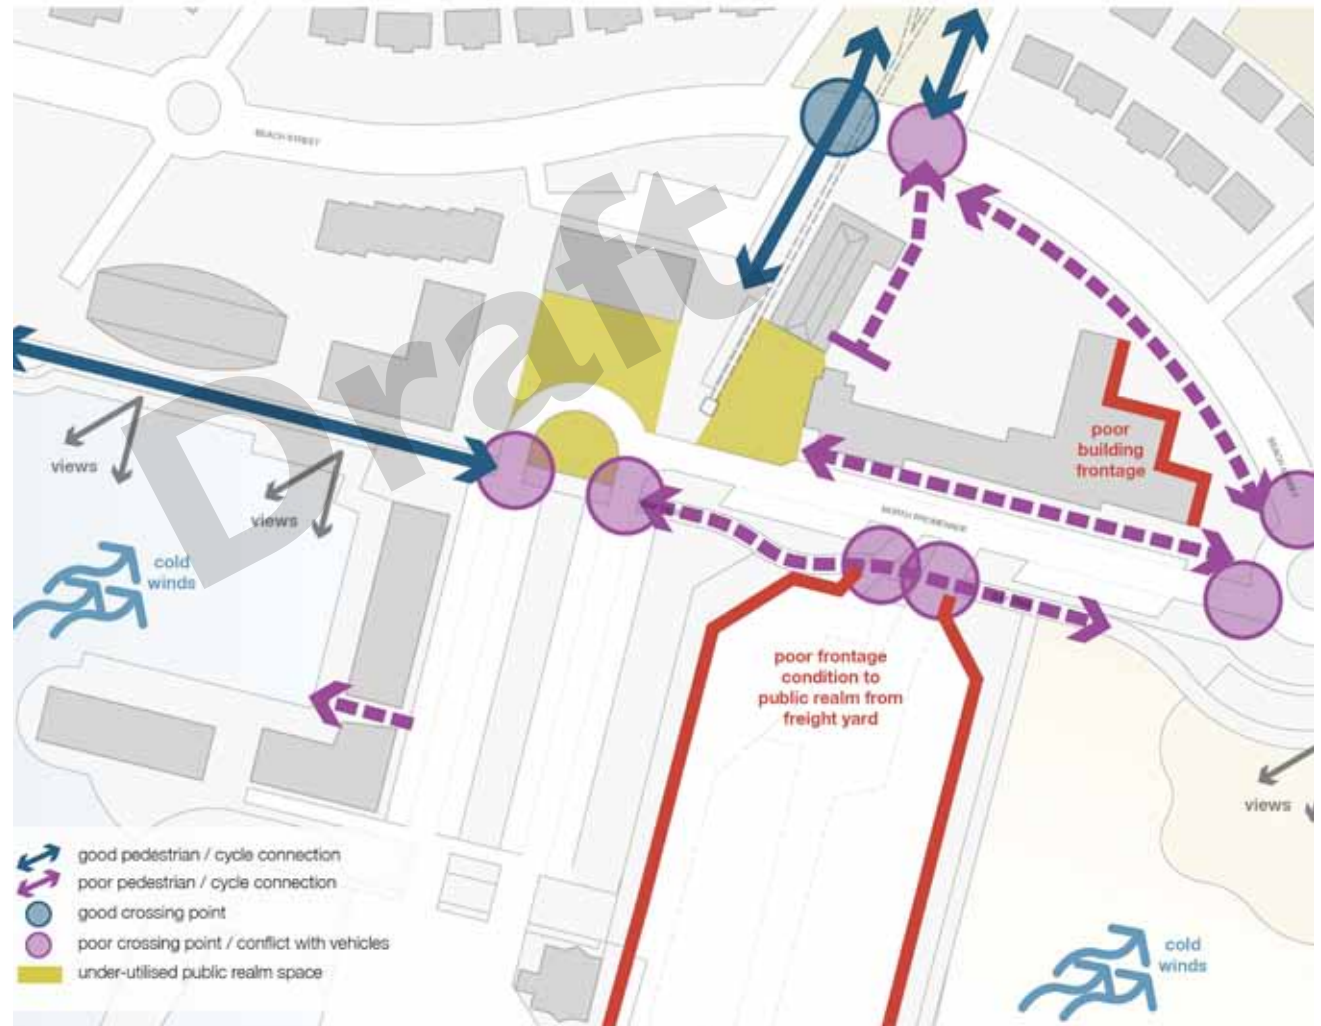 BEACH STREET
Draft
poor
building
frontage
BEACH STREET
views
NORTH PROMENADE
views
cold
winds
poor frontage
condition to
public realm from
freight yard
views
good pedestrian / cycle connection
poor pedestrian / cycle connection
good crossing point
poor crossing point / conflict with vehicles
under-utilised public realm space
cold
winds